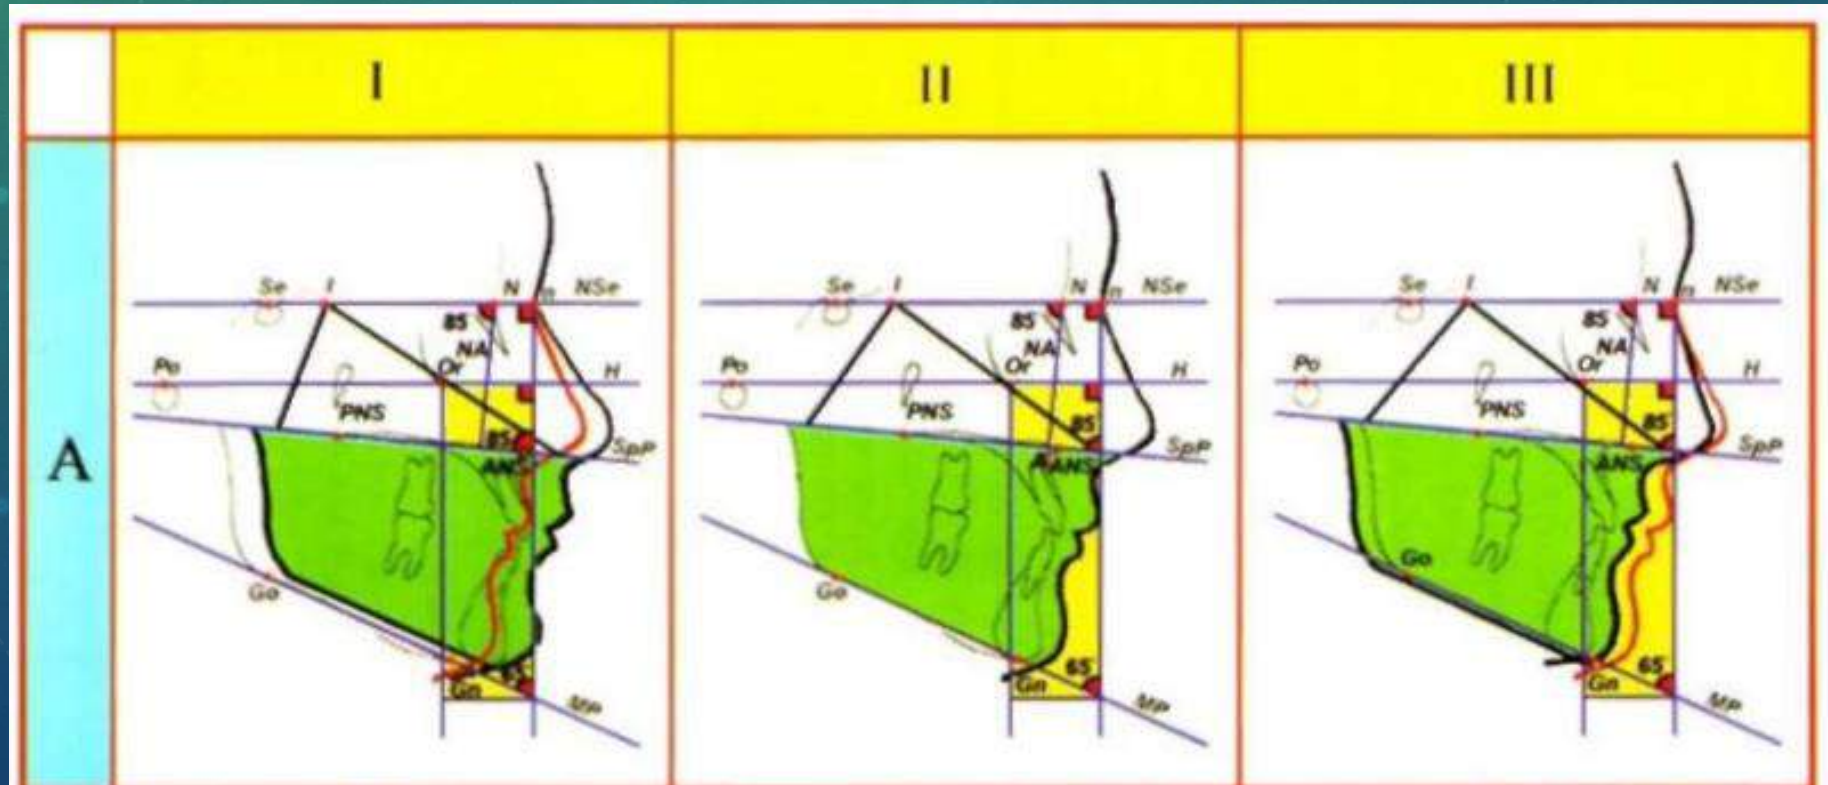 I II III
A
Se I N n NSe
85
NA
Po Or H
PNS
85
ANS SpP
Go
65
Gn
MP
Se I N n NSe
85
NA
Po Or H
PNS
85
A ANS SpP
Go
65
Gn
MP
Se I N n NSe
85
NA
Po Or H
PNS
85
ANS SpP
Go
65
Gn
MP